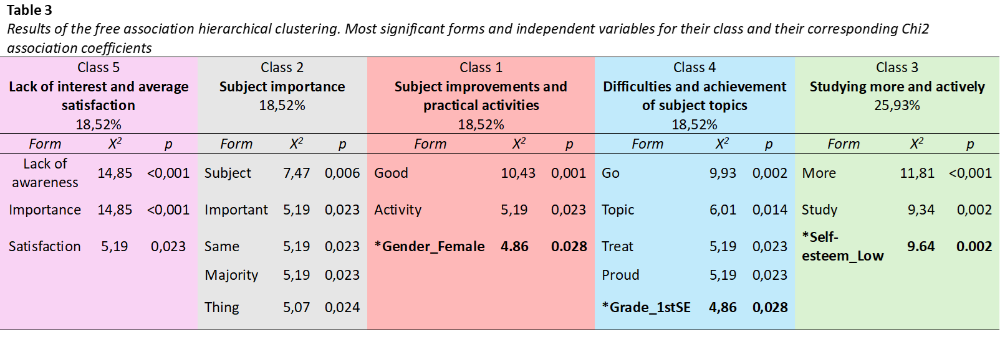 Table 3
Results of the free association hierarchical clustering. Most significant forms and independent variables for their class and their corresponding Chi2
association coefficients
Class 5 Class 2 Class 1 Class 4 Class 3
Lack of interest and average Subject importance Subject improvements and Difficulties and achievement Studying more and actively
satisfaction 18,52% practical activities of subject topics 25,93%
18,52% 18,52% 18,52%
Form X² p Form X² p Form X² p Form X² p Form X² p
Lack of
awareness 14,85 <0,001 Subject 7,47 0,006 Good 10,43 0,001 Go 9,93 0,002 More 11,81 <0,001
Importance 14,85 <0,001 Important 5,19 0,023 Activity 5,19 0,023 Topic 6,01 0,014 Study 9,34 0,002
Satisfaction 5,19 0,023 Same 5,19 0,023 *Gender_Female 4.86 0.028 Treat 5,19 0,023 *Self-
esteem_Low 9.64 0.002
Majority 5,19 0,023 Proud 5,19 0,023
Thing 5,07 0,024 *Grade_1stSE 4,86 0,028